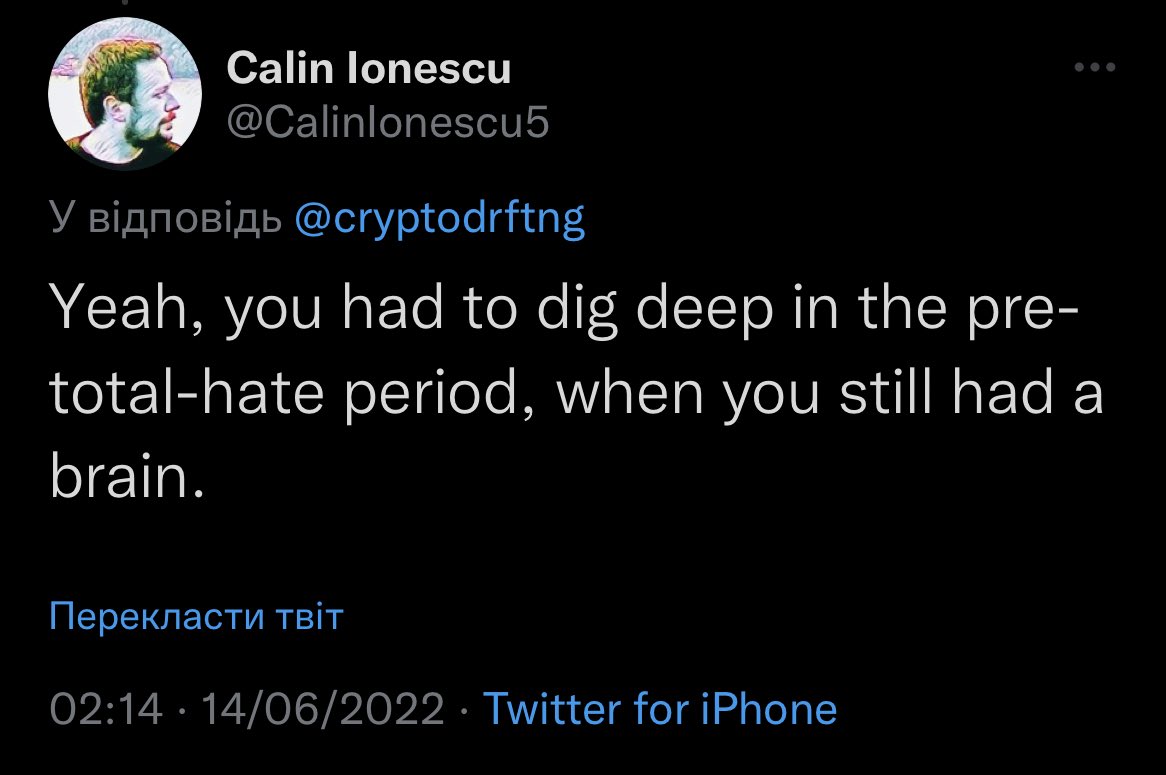 Calin Ionescu
@CalinIonescu5
У відповідь @cryptodrftng
Yeah, you had to dig deep in the pre-
total-hate period, when you still had a
brain.
Перекласти твіт
02:14 · 14/06/2022 · Twitter for iPhone